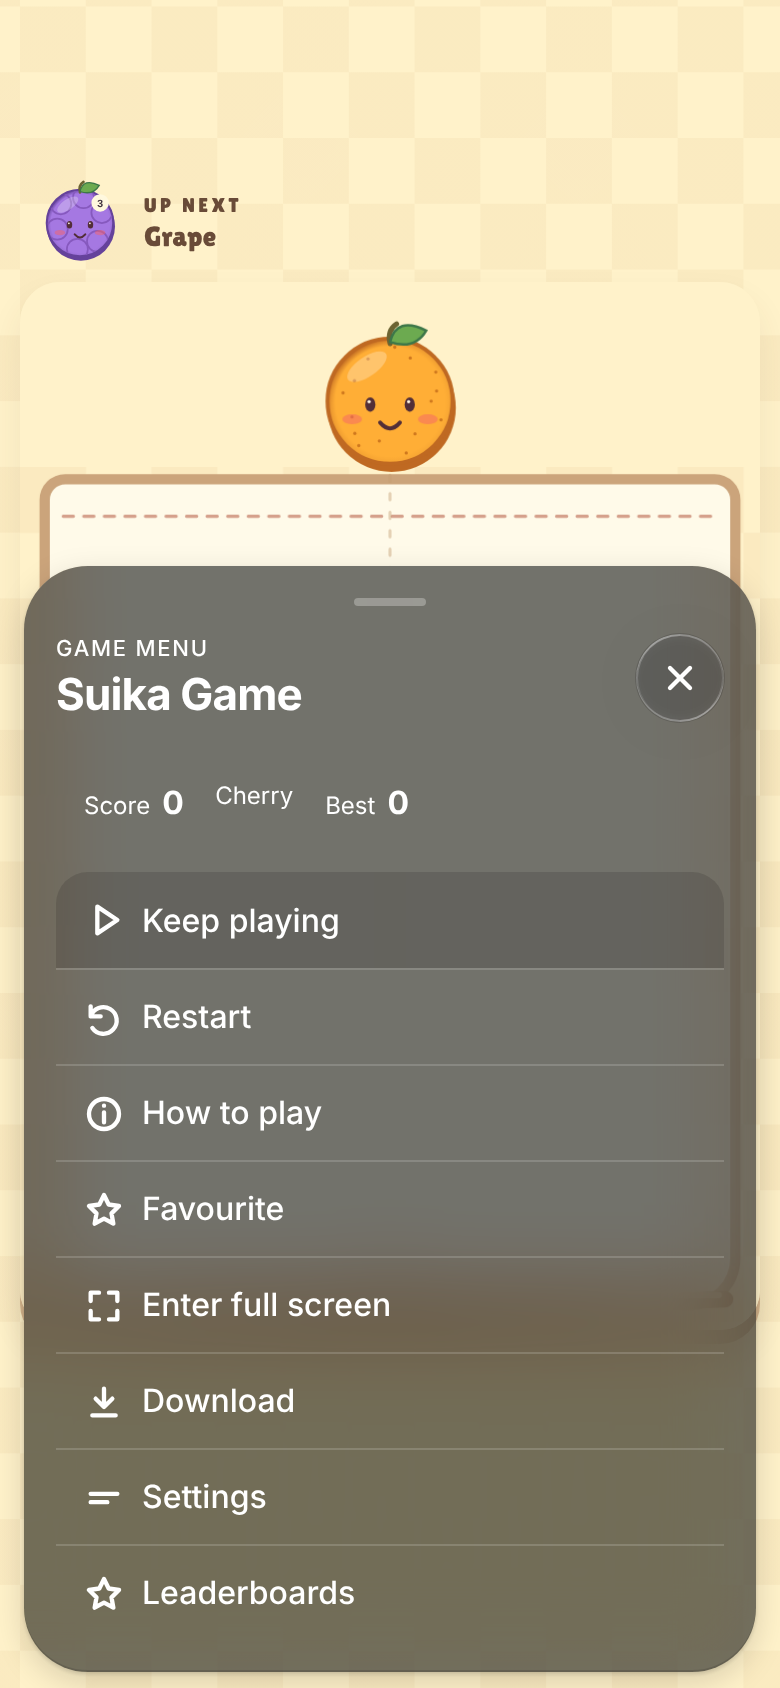 3
UP NEXT
Grape
GAME MENU
Suika Game
Score 0 Cherry Best 0
Keep playing
Restart
How to play
Favourite
Enter full screen
Download
Settings
Leaderboards